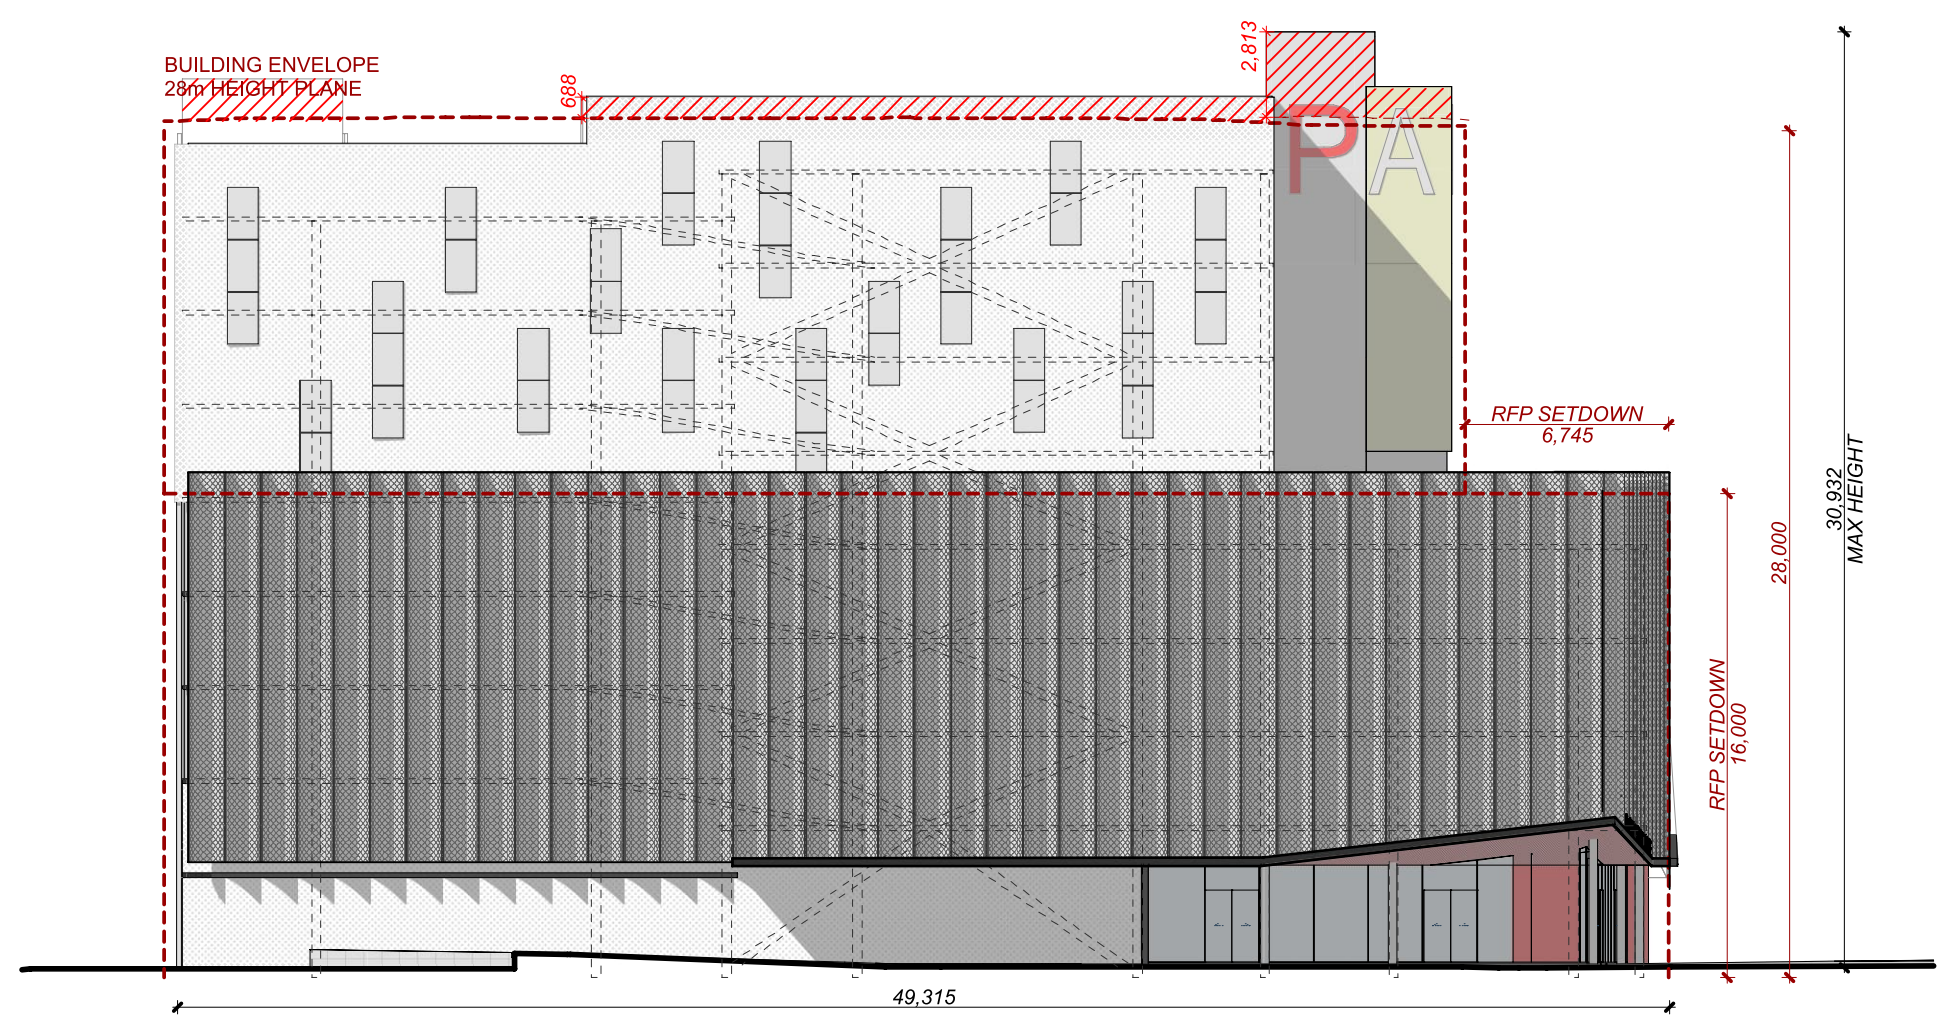 BUILDING ENVELOPE
28m HEIGHT PLANE
688
2,813
P A
RFP SETDOWN
6,745
RFP SETDOWN
16,000
28,000
30,932
MAX HEIGHT
49,315